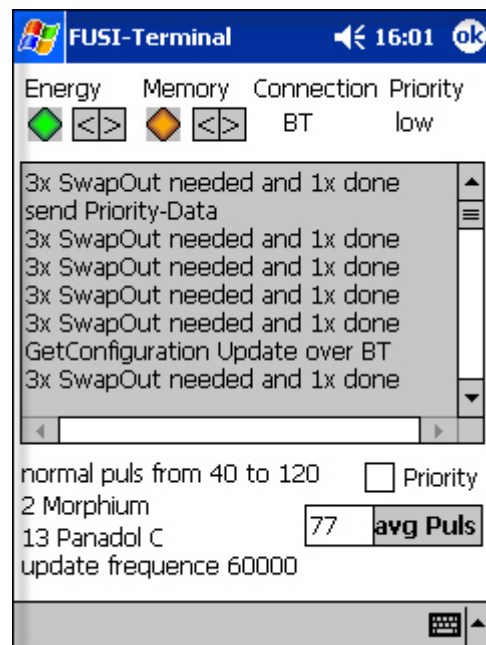 FUSI-Terminal 16:01 ok
Energy Memory Connection Priority
<> <> BT low
3x SwapOut needed and 1x done
send Priority-Data
3x SwapOut needed and 1x done
3x SwapOut needed and 1x done
3x SwapOut needed and 1x done
3x SwapOut needed and 1x done
GetConfiguration Update over BT
3x SwapOut needed and 1x done
normal puls from 40 to 120 Priority
2 Morphium
77 avg Puls
13 Panadol C
update frequence 60000